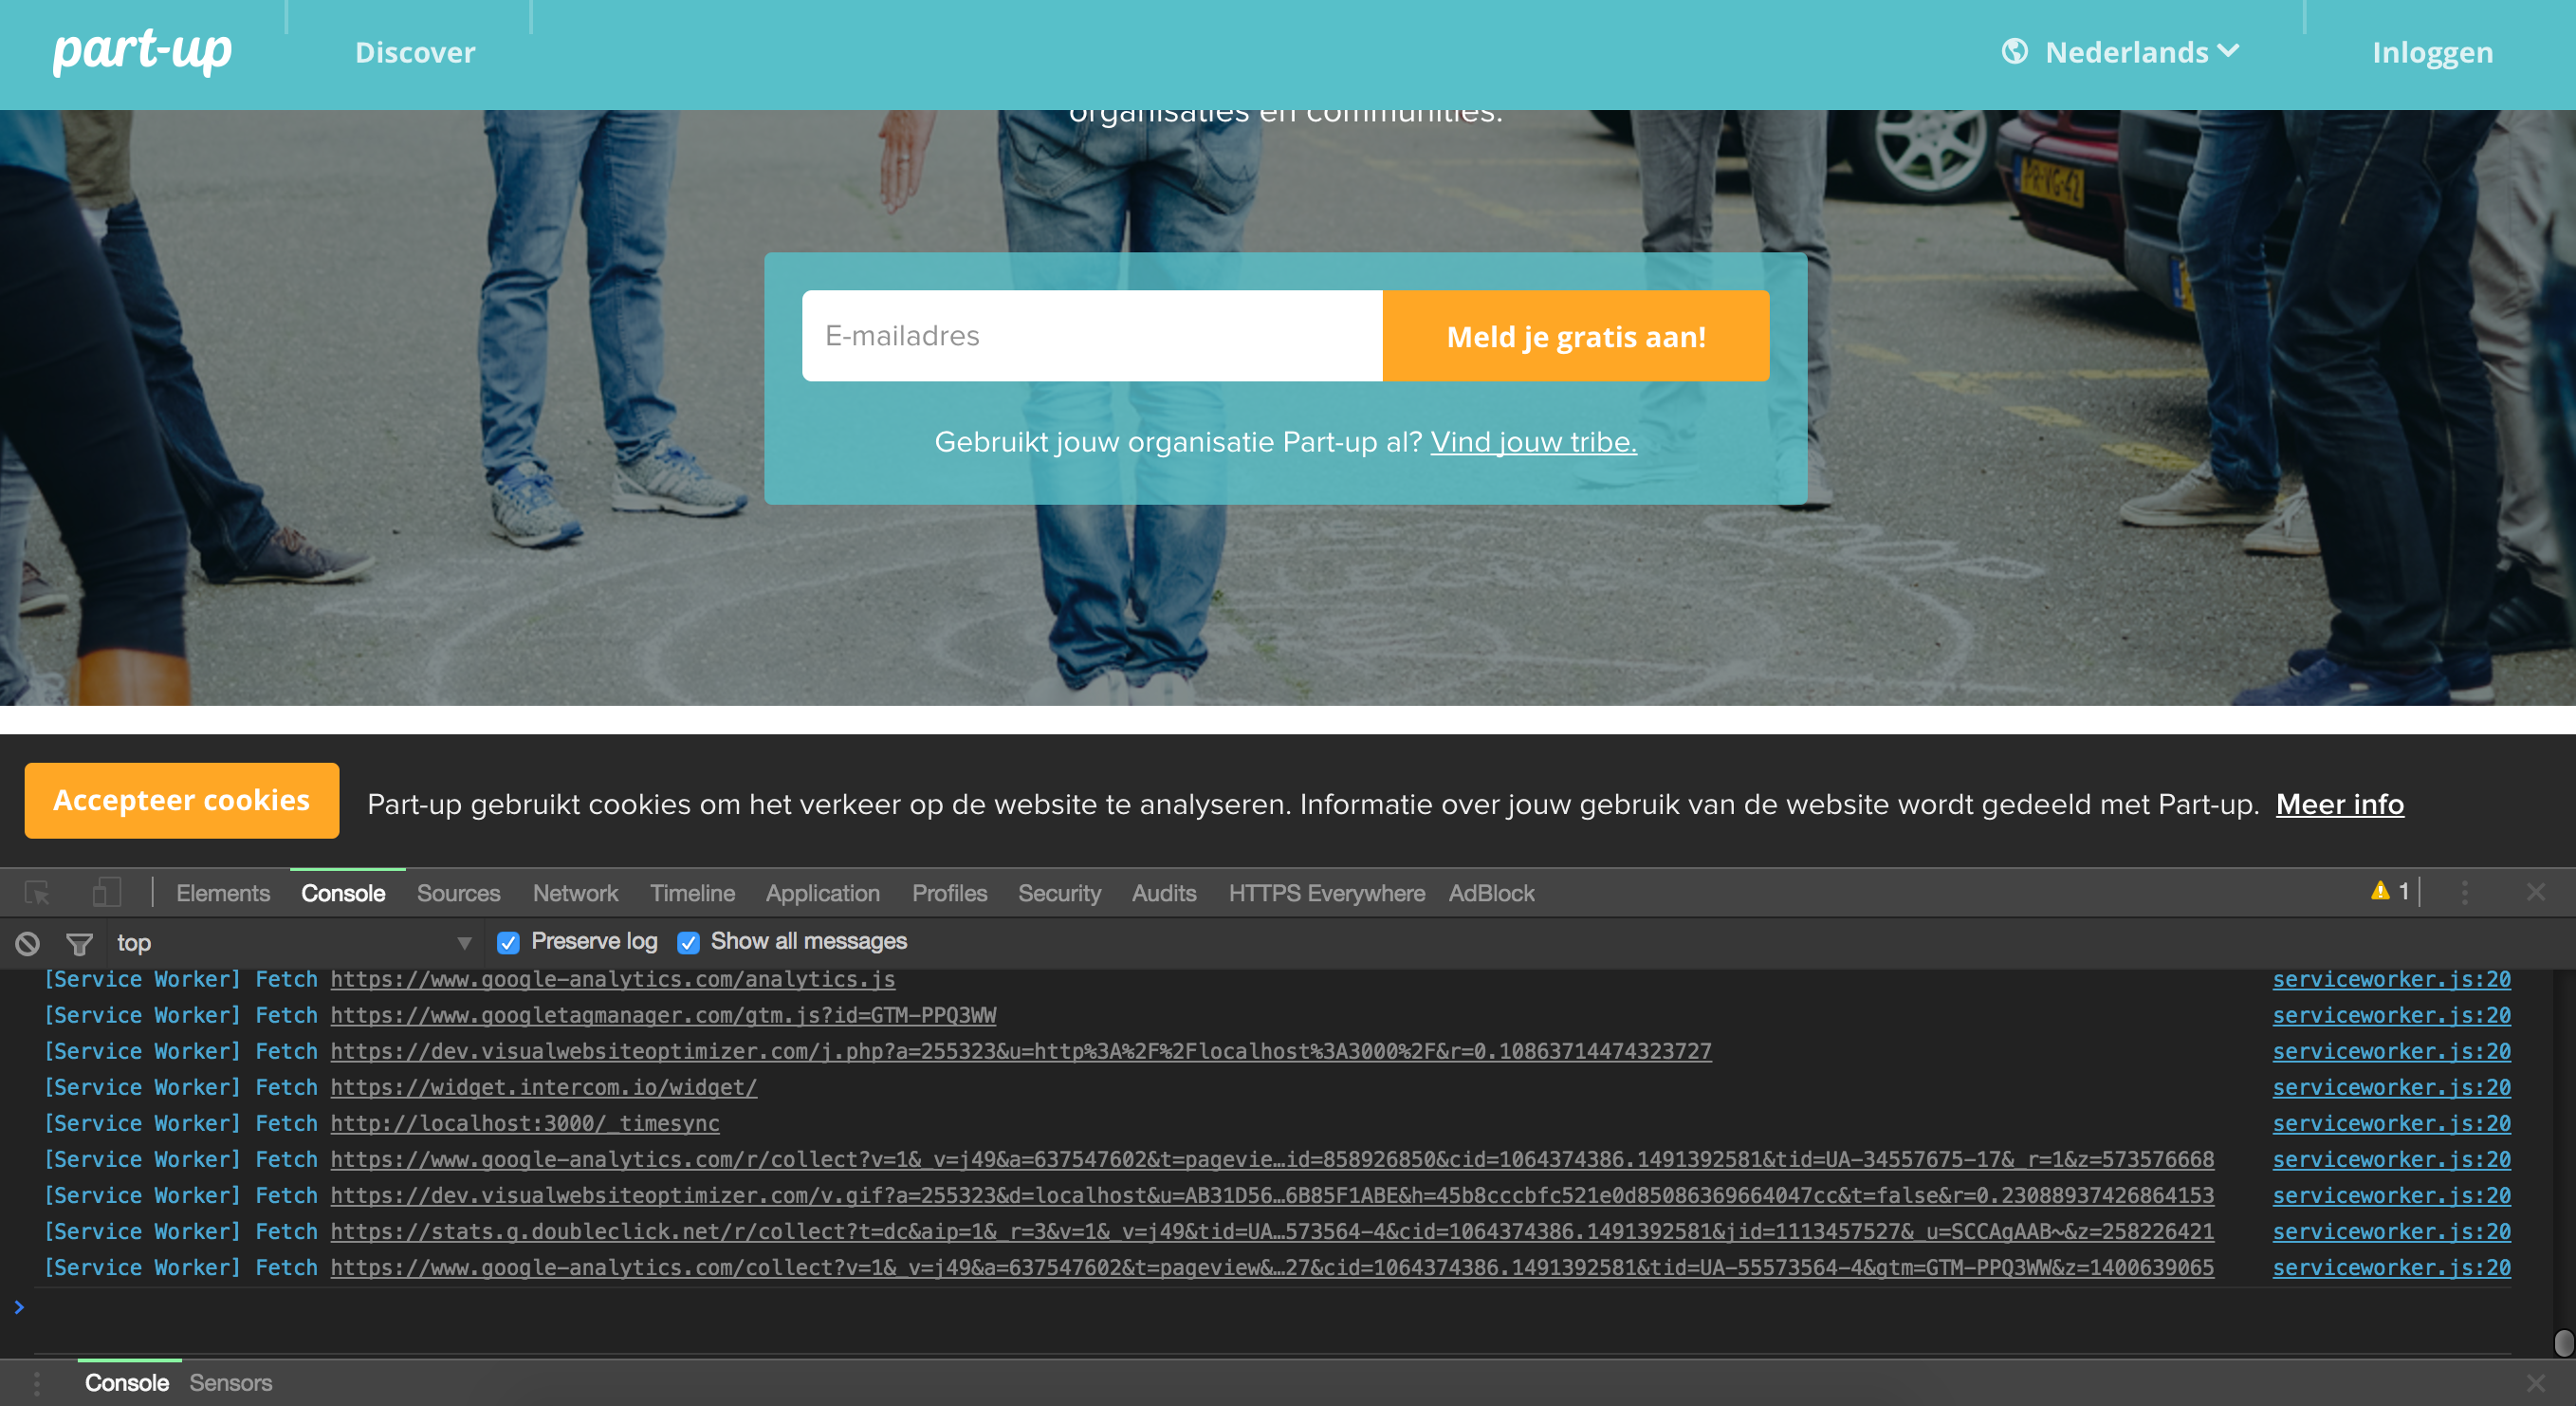 part-up
Discover
Nederlands
Inloggen
organisaties en communities.
PR-VG-42
E-mailadres
Meld je gratis aan!
Gebruikt jouw organisatie Part-up al? Vind jouw tribe.
Accepteer cookies
Part-up gebruikt cookies om het verkeer op de website te analyseren. Informatie over jouw gebruik van de website wordt gedeeld met Part-up. Meer info
Elements Console Sources Network Timeline Application Profiles Security Audits HTTPS Everywhere AdBlock 1
top Preserve log Show all messages
[Service Worker] Fetch https://www.google-analytics.com/analytics.js serviceworker.js:20
[Service Worker] Fetch https://www.googletagmanager.com/gtm.js?id=GTM-PPQ3WW serviceworker.js:20
[Service Worker] Fetch https://dev.visualwebsiteoptimizer.com/j.php?a=255323&u=http%3A%2F%2Flocalhost%3A3000%2F&r=0.10863714474323727 serviceworker.js:20
[Service Worker] Fetch https://widget.intercom.io/widget/ serviceworker.js:20
[Service Worker] Fetch http://localhost:3000/_timesync serviceworker.js:20
[Service Worker] Fetch https://www.google-analytics.com/r/collect?v=1&_v=j49&a=637547602&t=pagevie…id=858926850&cid=1064374386.1491392581&tid=UA-34557675-17&_r=1&z=573576668 serviceworker.js:20
[Service Worker] Fetch https://dev.visualwebsiteoptimizer.com/v.gif?a=255323&d=localhost&u=AB31D56…6B85F1ABE&h=45b8cccbfc521e0d85086369664047cc&t=false&r=0.23088937426864153 serviceworker.js:20
[Service Worker] Fetch https://stats.g.doubleclick.net/r/collect?t=dc&aip=1&_r=3&v=1&_v=j49&tid=UA…573564-4&cid=1064374386.1491392581&jid=1113457527&_u=SCCAgAAB~&z=258226421 serviceworker.js:20
[Service Worker] Fetch https://www.google-analytics.com/collect?v=1&_v=j49&a=637547602&t=pageview&…27&cid=1064374386.1491392581&tid=UA-55573564-4&gtm=GTM-PPQ3WW&z=1400639065 serviceworker.js:20
Console Sensors